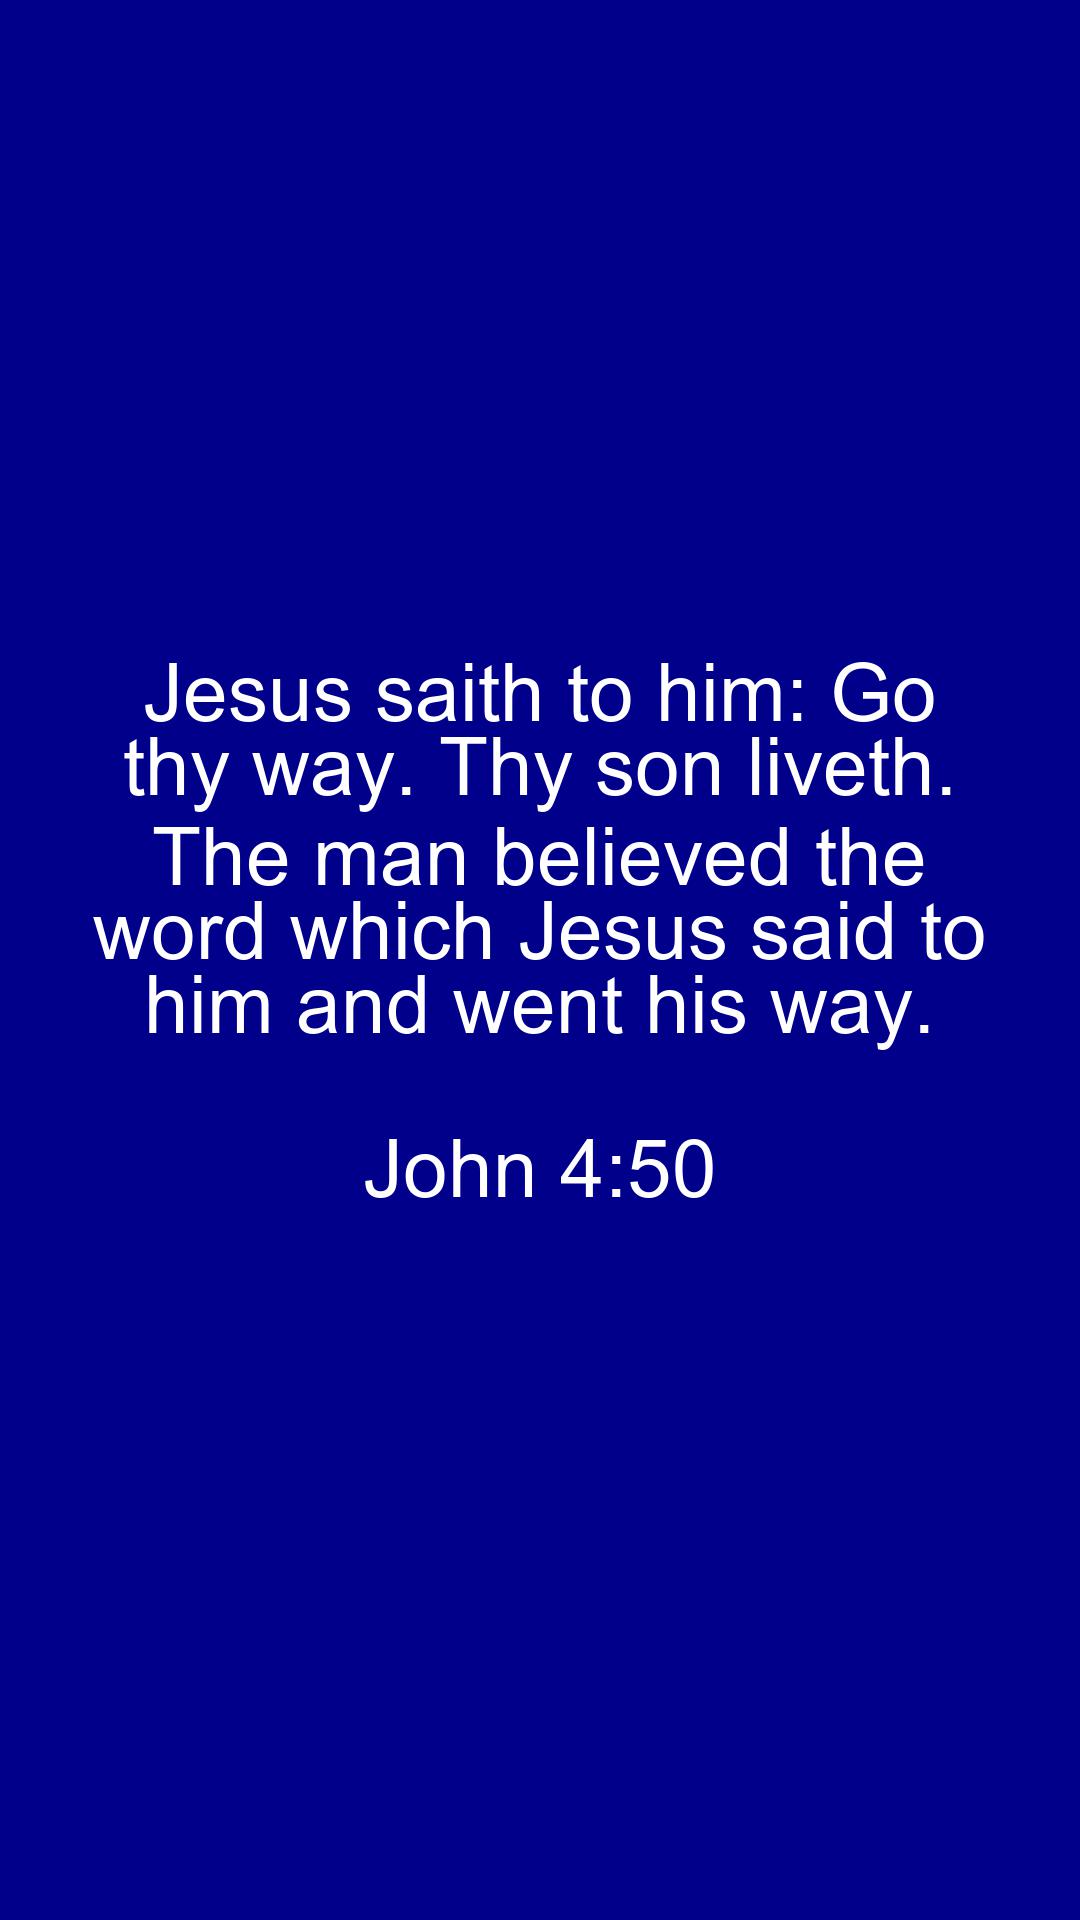 Jesus saith to him: Go
thy way. Thy son liveth.
The man believed the
word which Jesus said to
him and went his way.
John 4:50